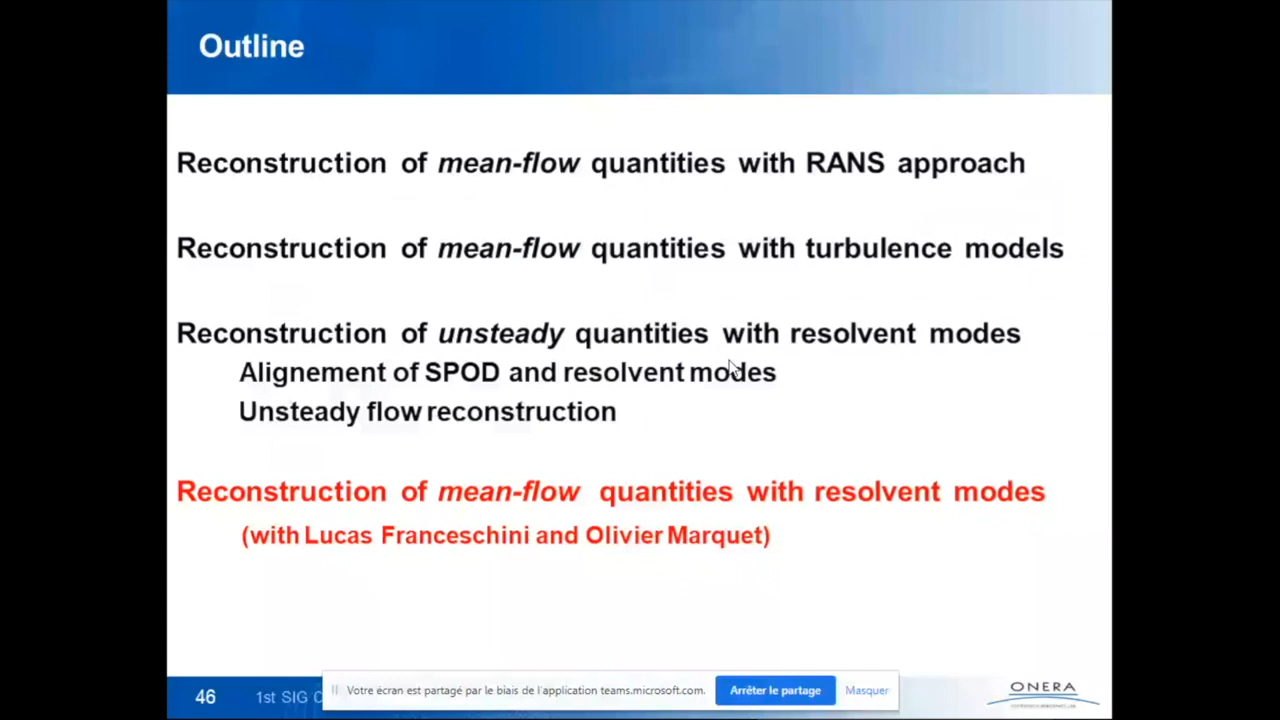 Outline
Reconstruction of mean-flow quantities with RANS approach
Reconstruction of mean-flow quantities with turbulence models
Reconstruction of unsteady quantities with resolvent modes
Alignement of SPOD and resolvent modes
Unsteady flow reconstruction
Reconstruction of mean-flow quantities with resolvent modes
(with Lucas Franceschini and Olivier Marquet)
46
1st SIG C
Votre écran est partagé par le biais de l'application teams.microsoft.com.
Arrêter le partage
Masquer
ONERA